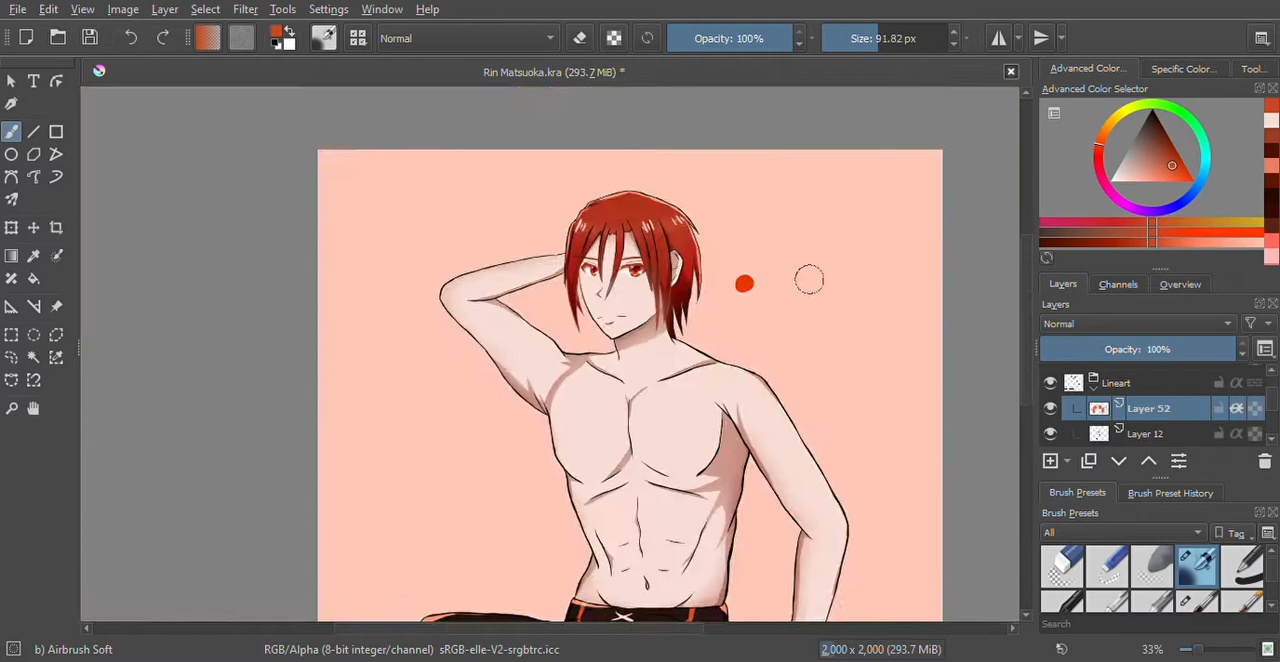 File Edit View Image Layer Select Filter Tools Settings Window Help
Normal Opacity: 100% Size: 91.82 px
Rin Matsuoka.kra (293.7 MiB) *
Advanced Color... Specific Color... Tool...
Advanced Color Selector
Layers Channels Overview
Layers
Normal
Opacity: 100%
Lineart
Layer 52
Layer 12
Brush Presets Brush Preset History
Brush Presets
All Tag
Search
b) Airbrush Soft RGB/Alpha (8-bit integer/channel) sRGB-elle-V2-srgbtrc.icc 2,000 x 2,000 (293.7 MiB) 33%